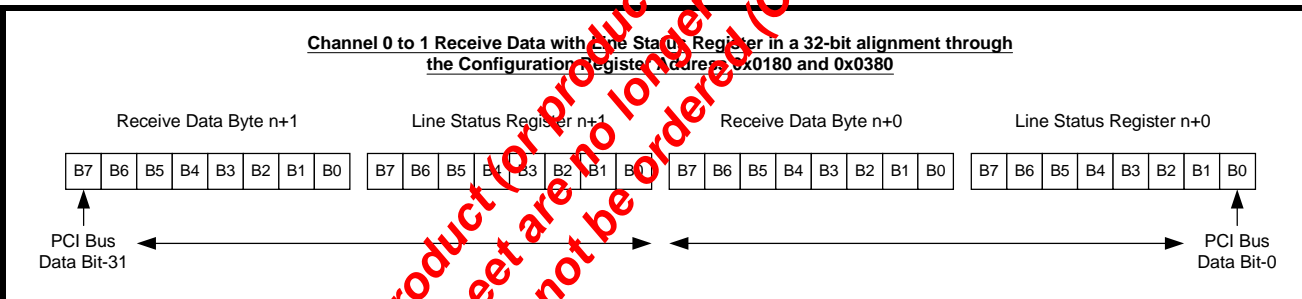 Channel 0 to 1 Receive Data with Line Status Register in a 32-bit alignment through
the Configuration Register Address 0x0180 and 0x0380
Receive Data Byte n+1 Line Status Register n+1 Receive Data Byte n+0 Line Status Register n+0
B7 B6 B5 B4 B3 B2 B1 B0 B7 B6 B5 B4 B3 B2 B1 B0 B7 B6 B5 B4 B3 B2 B1 B0 B7 B6 B5 B4 B3 B2 B1 B0
PCI Bus
Data Bit-31
PCI Bus
Data Bit-0
product (or produc
eet are no longer
not be ordered (